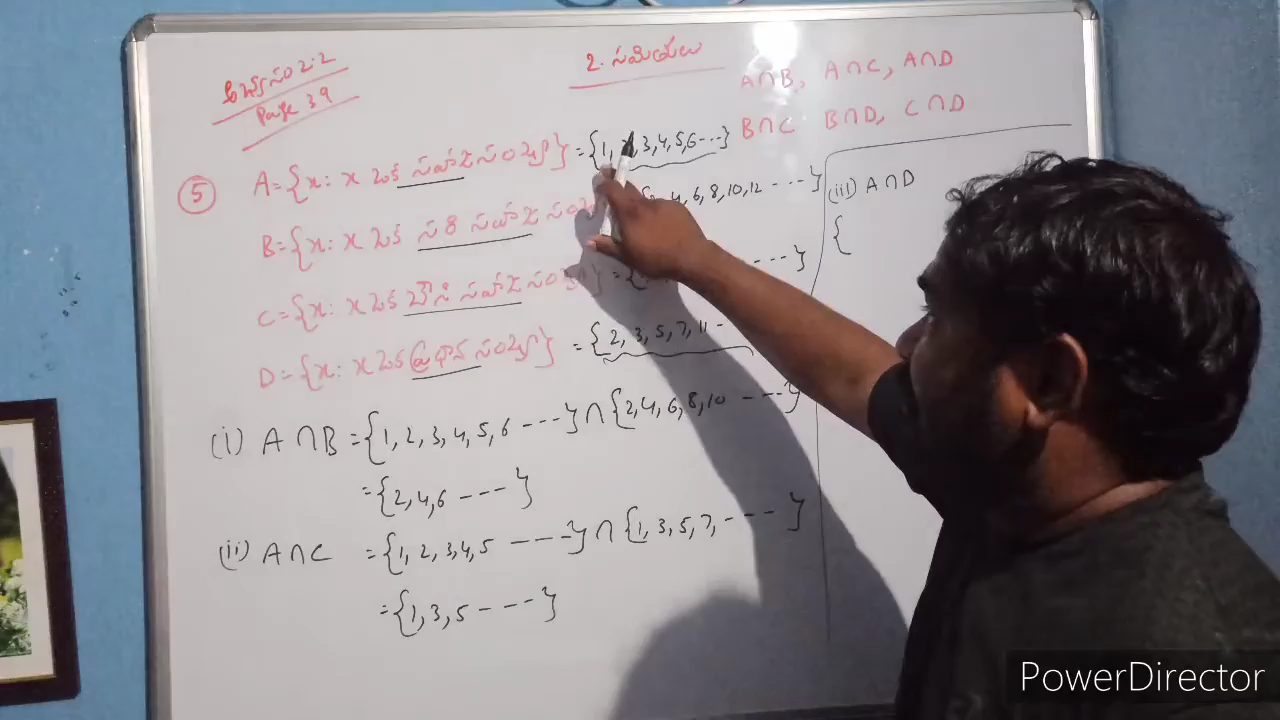 అభ్యాసం 2.2
Page 39
2. సమితులు
A∩B, A∩C, A∩D
B∩C B∩D, C∩D
5 A={x: x ఒక సహజ సంఖ్య} = {1, ,3,4,5,6---}
B={x: x ఒక సరి సహజ 4, 6, 8, 10, 12 ---}
C={x: x ఒక బేసి సహజ సంఖ్య} = { ---}
D={x: x ఒక ప్రధాన సంఖ్య} = {2, 3, 5, 7, 11 -
(i) A∩B = {1, 2, 3, 4, 5, 6 ---} ∩ {2, 4, 6, 8, 10 ---}
= {2, 4, 6 ---}
(ii) A∩C = {1, 2, 3, 4, 5 ---} ∩ {1, 3, 5, 7, ---}
= {1, 3, 5 ---}
(iii) A∩D
{
PowerDirector